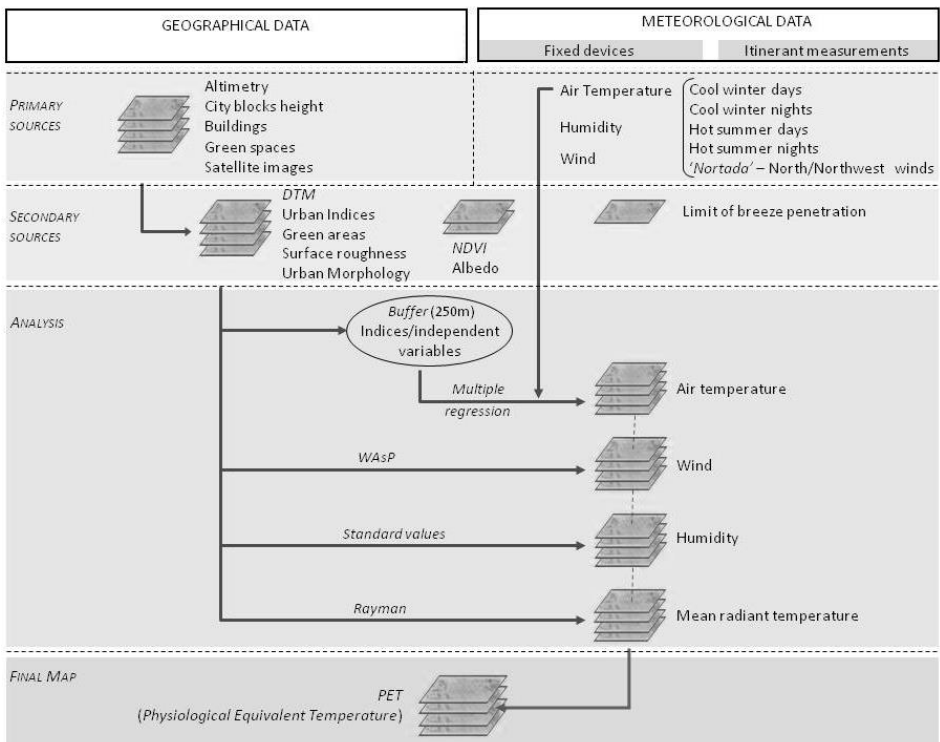 GEOGRAPHICAL DATA
METEOROLOGICAL DATA
Fixed devices
Itinerant measurements
PRIMARY
SOURCES
Altimetry
City blocks height
Buildings
Green spaces
Satellite images
Air Temperature
Humidity
Wind
Cool winter days
Cool winter nights
Hot summer days
Hot summer nights
'Nortada' – North/Northwest winds
SECONDARY
SOURCES
DTM
Urban Indices
Green areas
Surface roughness
Urban Morphology
NDVI
Albedo
Limit of breeze penetration
ANALYSIS
Buffer (250m)
Indices/independent
variables
Multiple
regression
Air temperature
WAsP
Wind
Standard values
Humidity
Rayman
Mean radiant temperature
FINAL MAP
PET
(Physiological Equivalent Temperature)